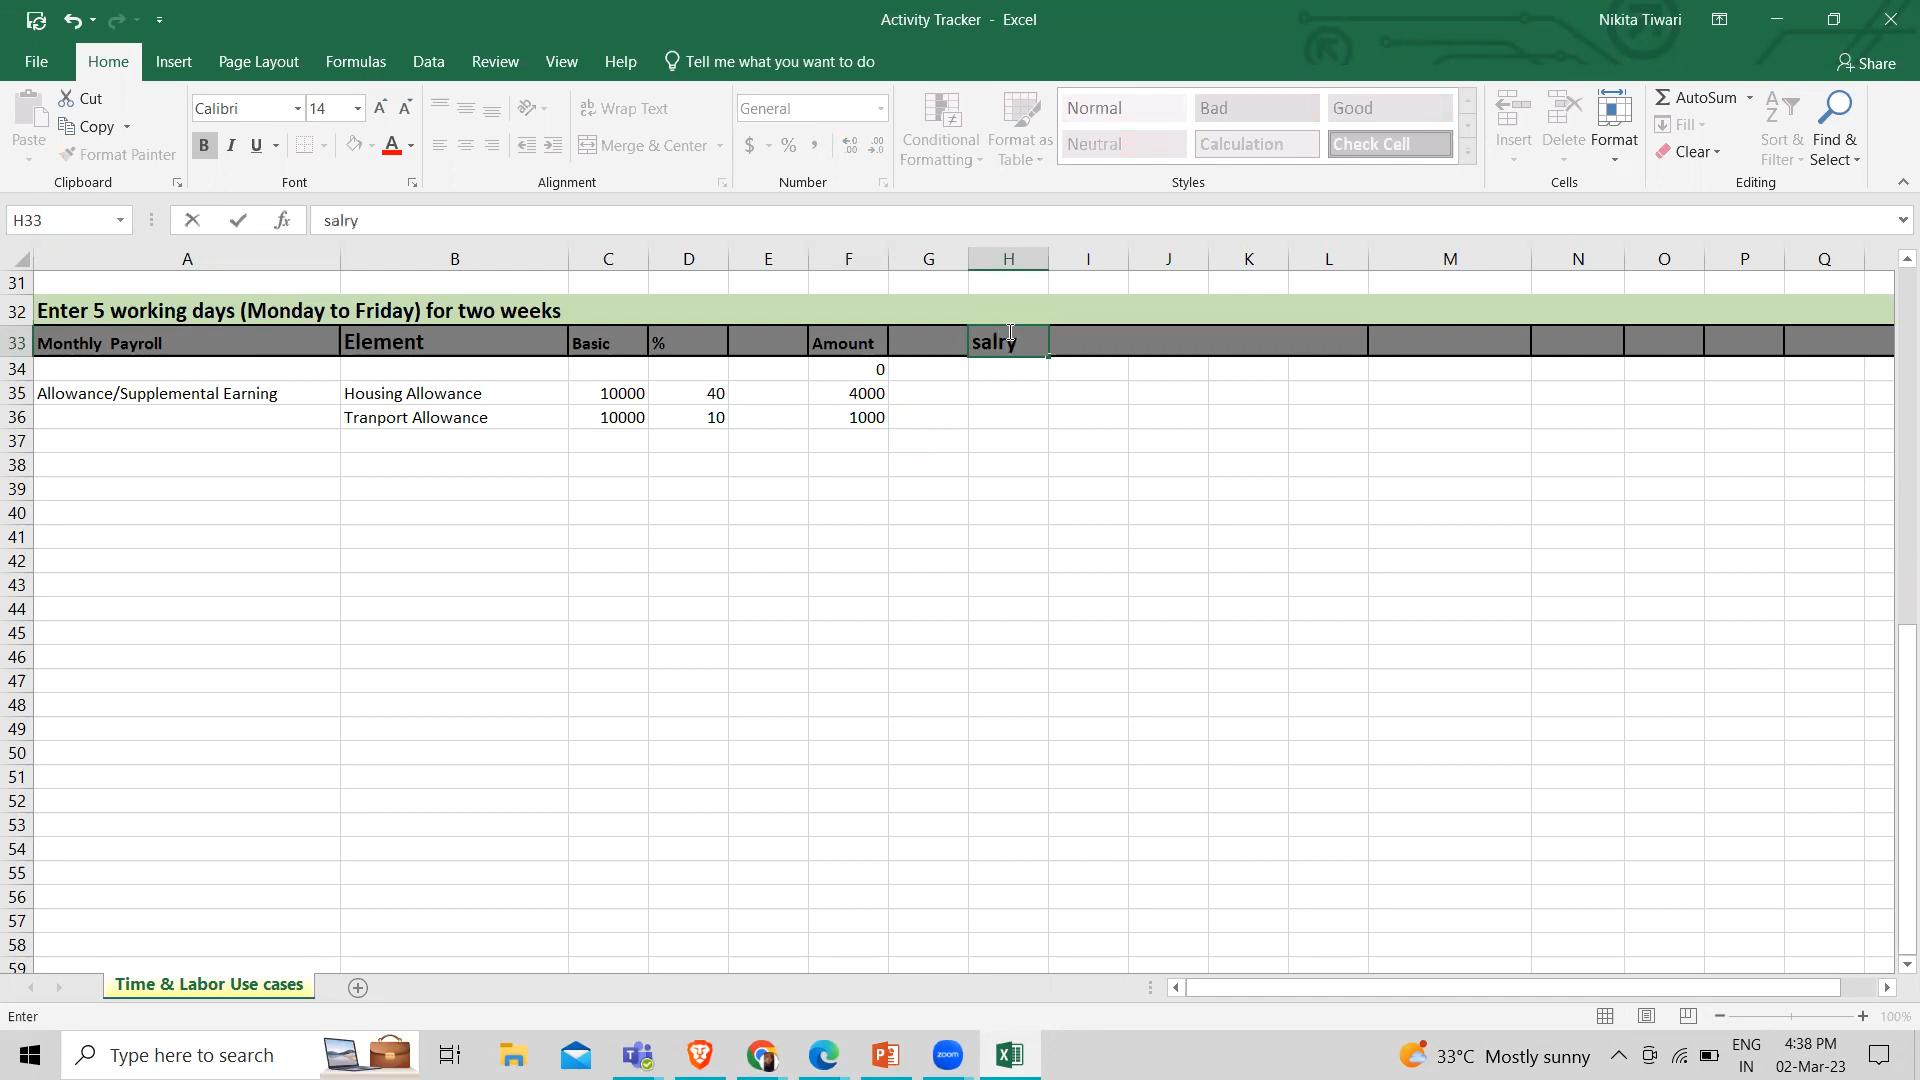 Activity Tracker - Excel
Nikita Tiwari
File Home Insert Page Layout Formulas Data Review View Help Tell me what you want to do Share
Paste Cut Copy Format Painter Clipboard
Calibri 14 A A B I U A Font
Wrap Text Merge & Center Alignment
General $ % , Number
Conditional Formatting Format as Table
Normal Bad Good
Neutral Calculation Check Cell
Styles
Insert Delete Format Cells
AutoSum Fill Clear Sort & Filter Find & Select Editing
H33 fx salry
A B C D E F G H I J K L M N O P Q
31
32 Enter 5 working days (Monday to Friday) for two weeks
33 Monthly Payroll Element Basic % Amount salry
34 0
35 Allowance/Supplemental Earning Housing Allowance 10000 40 4000
36 Tranport Allowance 10000 10 1000
37
38
39
40
41
42
43
44
45
46
47
48
49
50
51
52
53
54
55
56
57
58
59
Time & Labor Use cases
Enter 100%
Type here to search
zoom
33°C Mostly sunny
ENG IN
4:38 PM
02-Mar-23